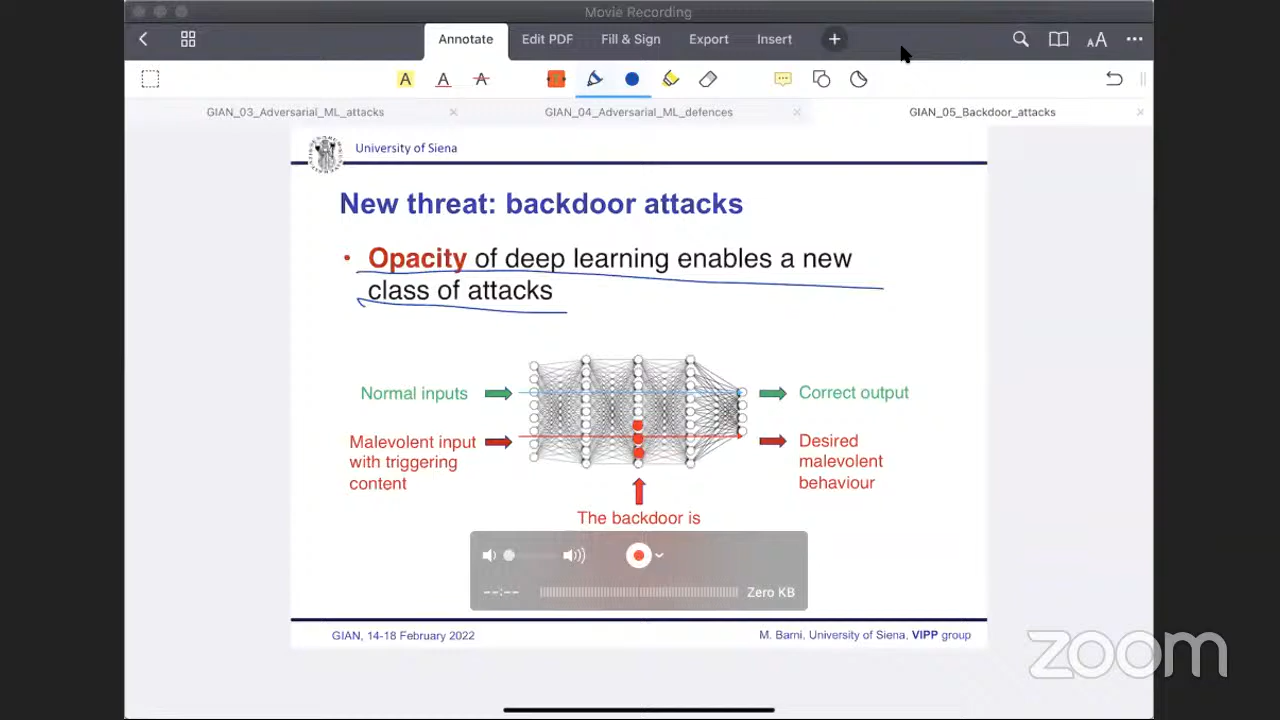 Movie Recording
Annotate Edit PDF Fill & Sign Export Insert
AA
A A A T
GIAN_03_Adversarial_ML_attacks GIAN_04_Adversarial_ML_defences GIAN_05_Backdoor_attacks
University of Siena
New threat: backdoor attacks
• Opacity of deep learning enables a new
class of attacks
Normal inputs
Correct output
Malevolent input
with triggering
content
Desired
malevolent
behaviour
The backdoor is
--:-- Zero KB
GIAN, 14-18 February 2022 M. Barni, University of Siena, VIPP group
zoom